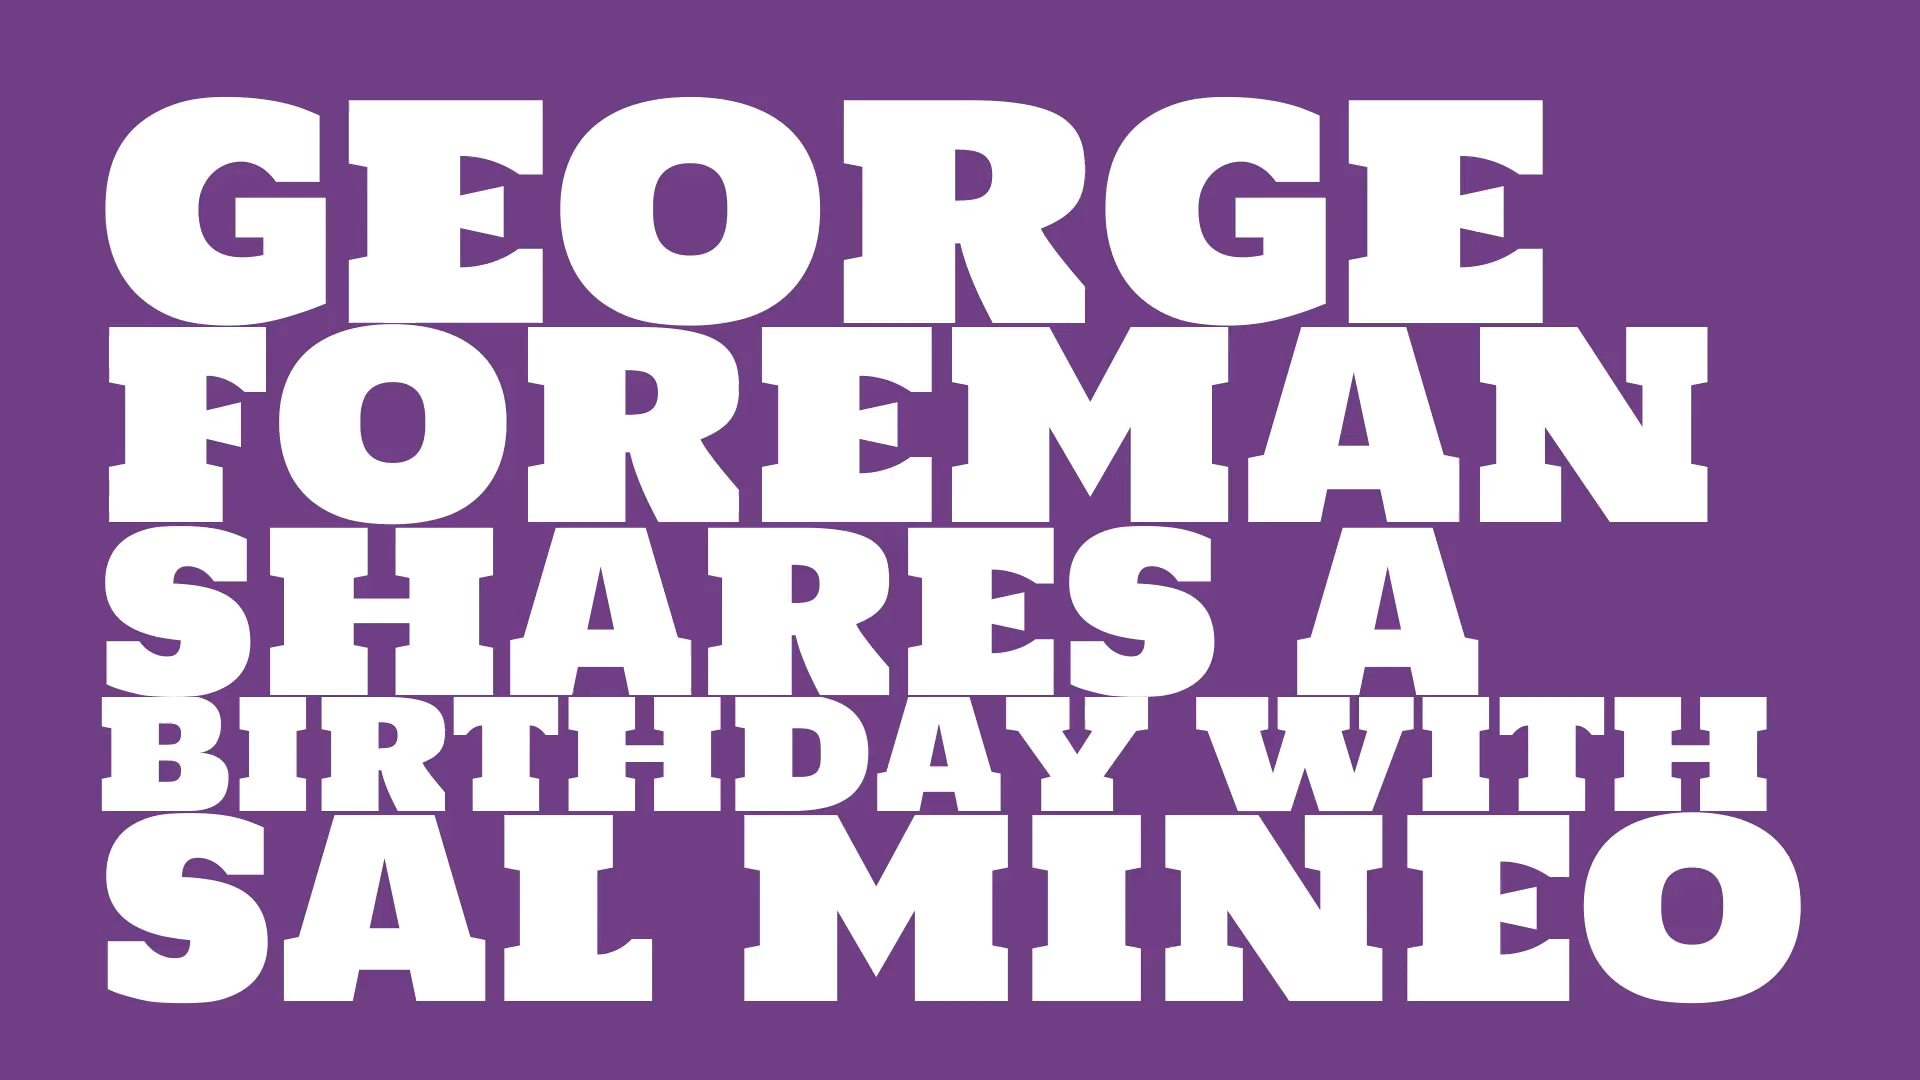 GEORGE
FOREMAN
SHARES A
BIRTHDAY WITH
SAL MINEO